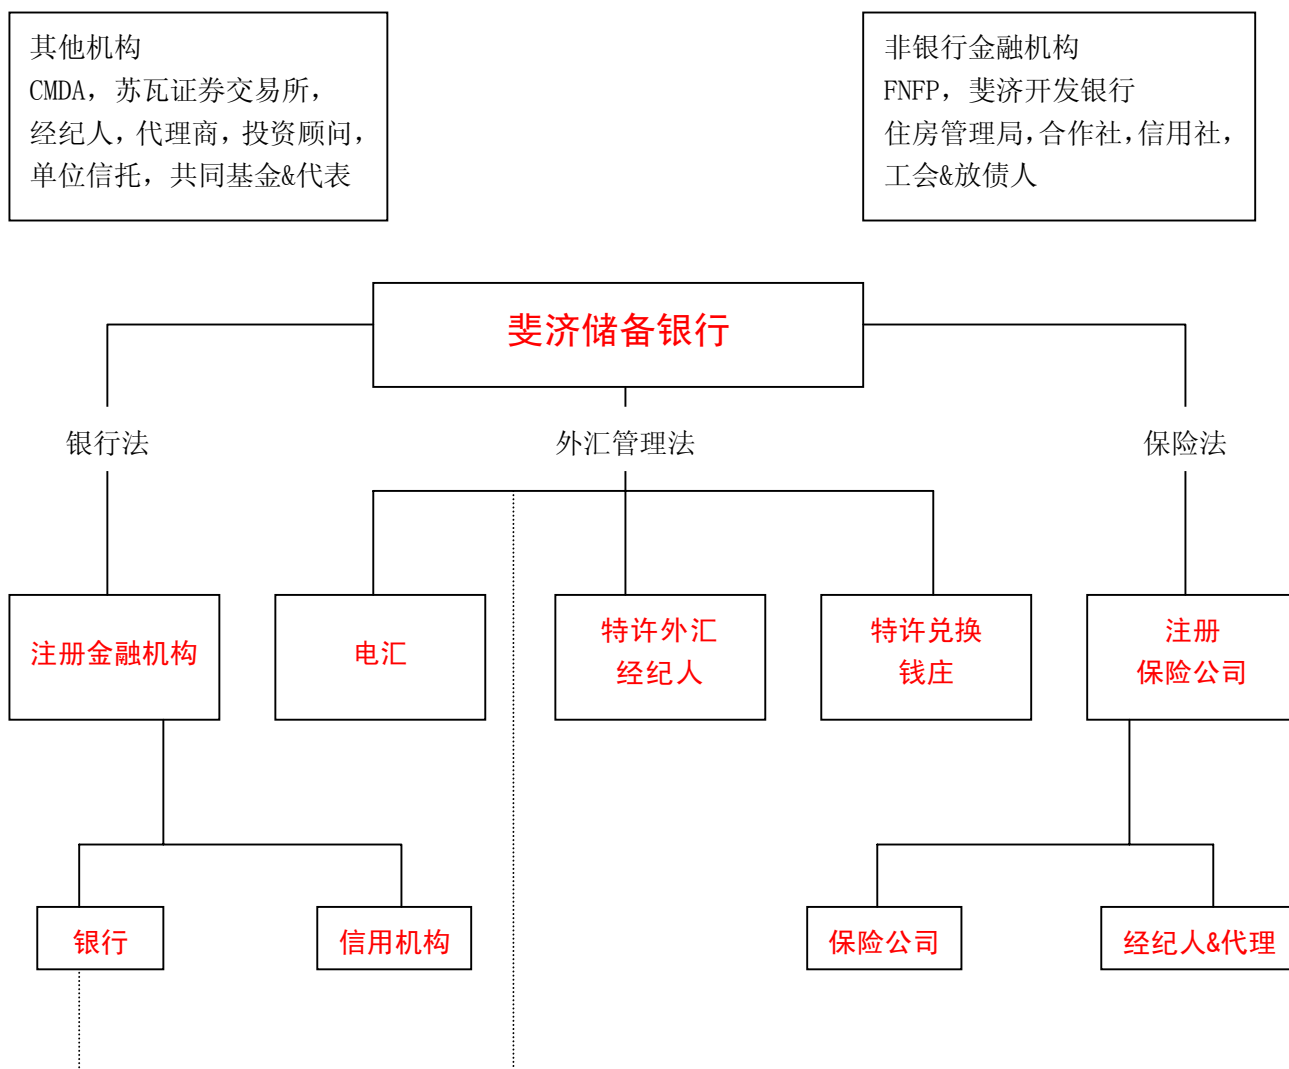 其他机构
CMDA，苏瓦证券交易所，
经纪人，代理商，投资顾问，
单位信托，共同基金&代表
非银行金融机构
FNFP，斐济开发银行
住房管理局，合作社，信用社，
工会&放债人
斐济储备银行
银行法
外汇管理法
保险法
注册金融机构
电汇
特许外汇
经纪人
特许兑换
钱庄
注册
保险公司
银行
信用机构
保险公司
经纪人&代理